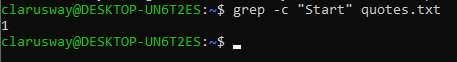 clarusway@DESKTOP-UN6T2ES:~$ grep -c "Start" quotes.txt
1
clarusway@DESKTOP-UN6T2ES:~$